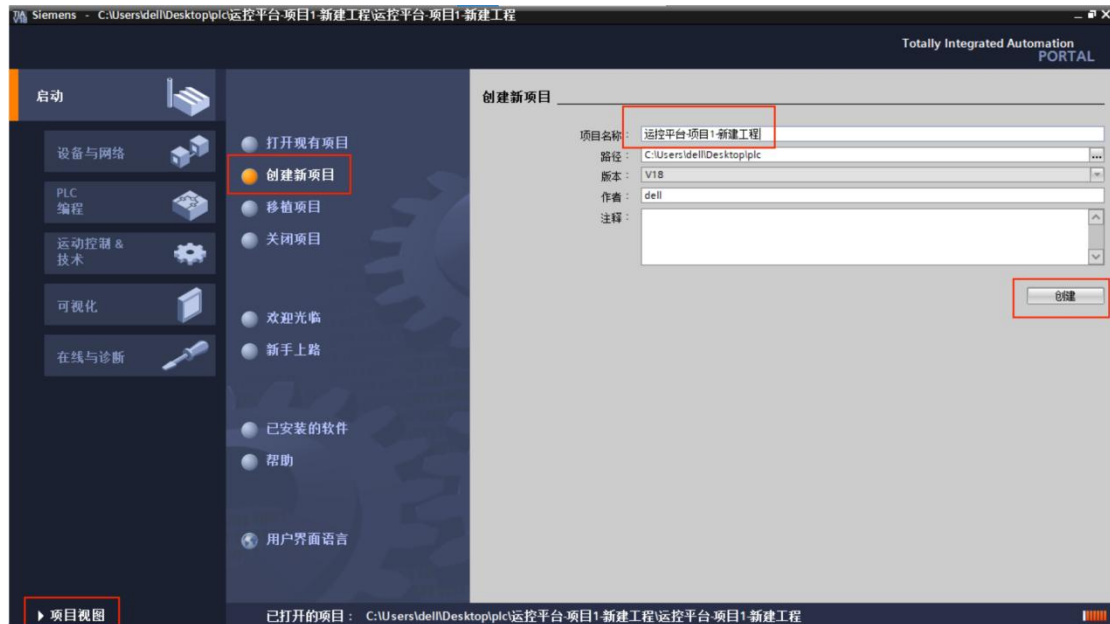 Siemens - C:\Users\dell\Desktop\plc\运控平台-项目1-新建工程\运控平台-项目1-新建工程
Totally Integrated Automation
PORTAL
启动
设备与网络
PLC
编程
运动控制 &
技术
可视化
在线与诊断
打开现有项目
创建新项目
移植项目
关闭项目
欢迎光临
新手上路
已安装的软件
帮助
用户界面语言
创建新项目
项目名称: 运控平台-项目1-新建工程
路径: C:\Users\dell\Desktop\plc
...
版本: V18
作者: dell
注释:
创建
项目视图
已打开的项目: C:\Users\dell\Desktop\plc\运控平台-项目1-新建工程\运控平台-项目1-新建工程